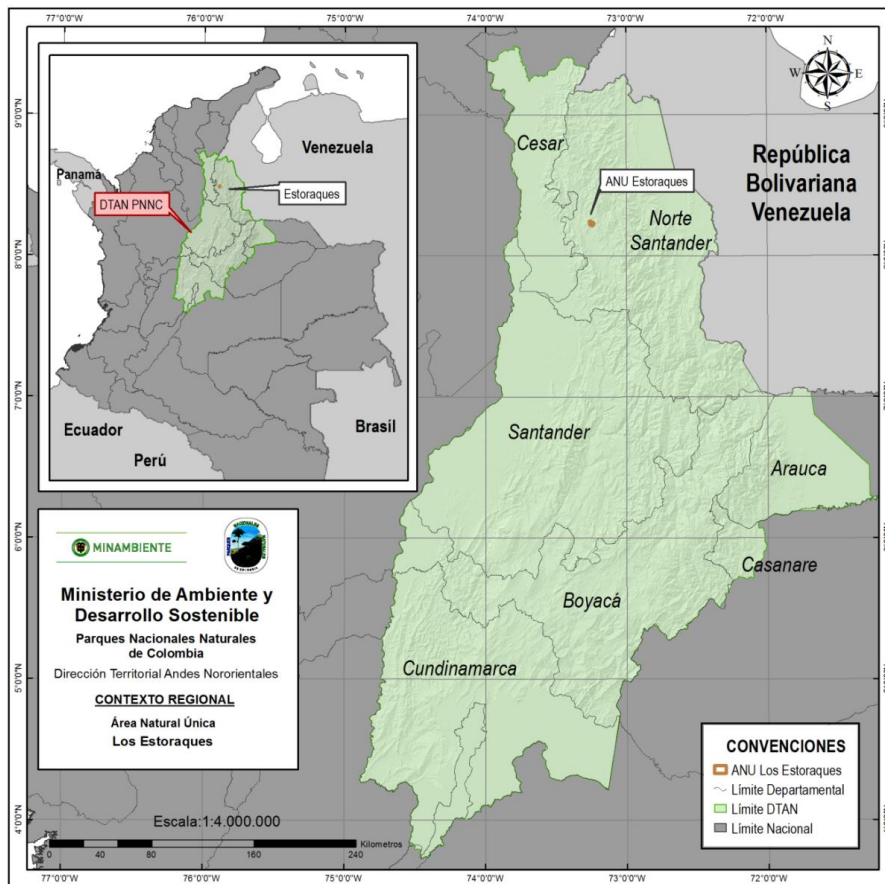 77°0'0"W
76°0'0"W
75°0'0"W
74°0'0"W
73°0'0"W
72°0'0"W
N
W
E
S
9°0'0"N
8°0'0"N
7°0'0"N
6°0'0"N
5°0'0"N
4°0'0"N
Panamá
Venezuela
DTAN PNNC
Estoraques
Ecuador
Perú
Brasil
Cesar
ANU Estoraques
Norte
Santander
República
Bolivariana
Venezuela
Santander
Arauca
Casanare
Boyacá
Cundinamarca
MINAMBIENTE
PARQUES NACIONALES NATURALES
DE COLOMBIA
Ministerio de Ambiente y
Desarrollo Sostenible
Parques Nacionales Naturales
de Colombia
Dirección Territorial Andes Nororientales
CONTEXTO REGIONAL
Área Natural Única
Los Estoraques
CONVENCIONES
ANU Los Estoraques
Límite Departamental
Límite DTAN
Límite Nacional
Escala:1:4.000.000
Kilometros
0 20 40 80 160 240
77°0'0"W
76°0'0"W
75°0'0"W
74°0'0"W
73°0'0"W
72°0'0"W